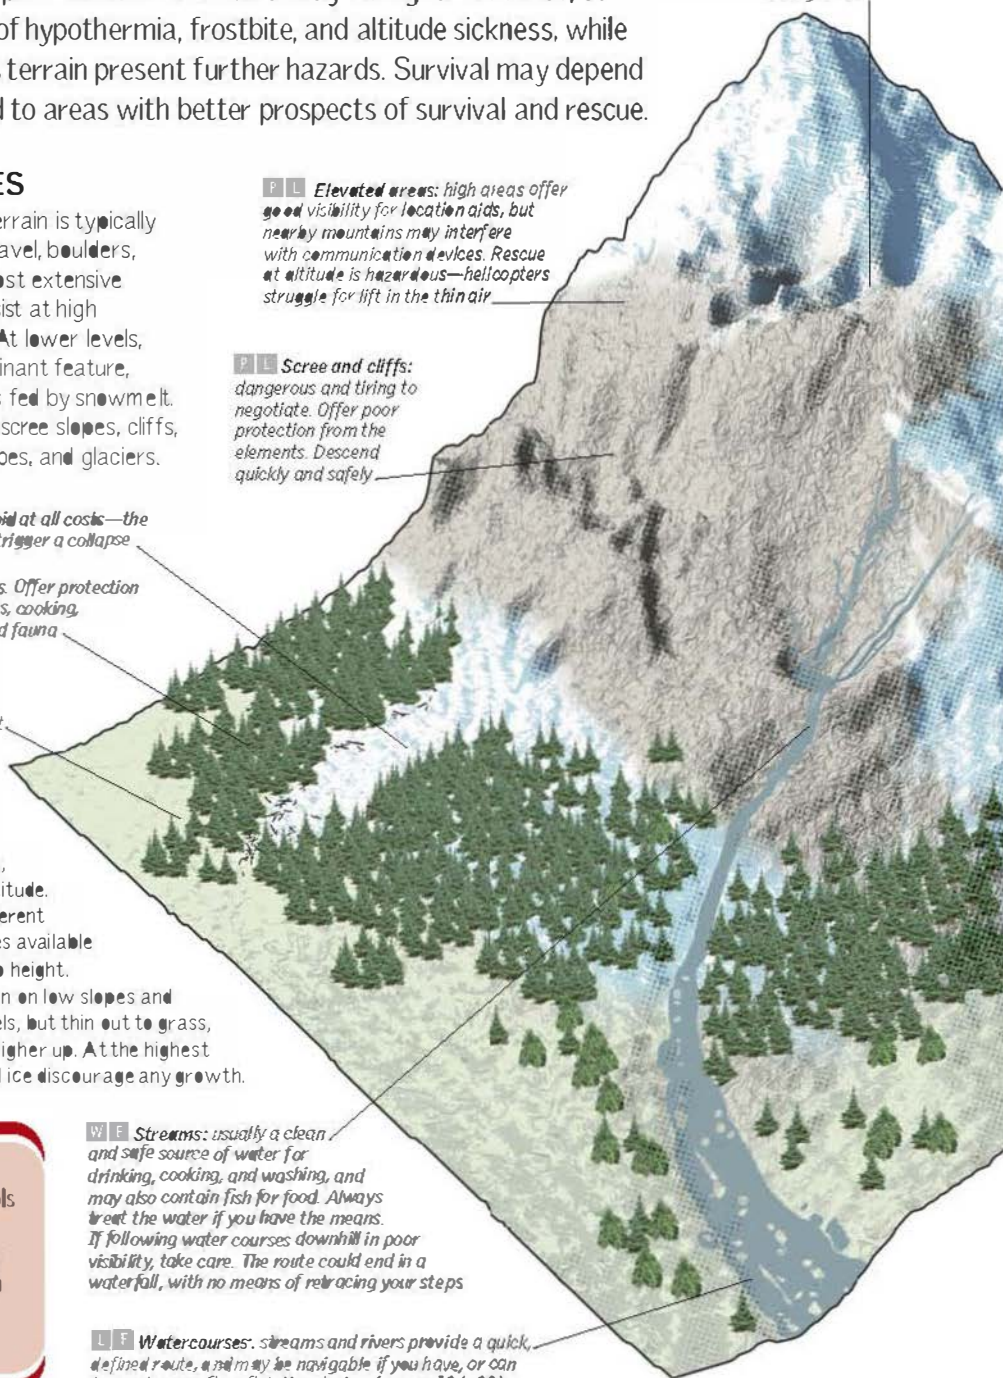 of hypothermia, frostbite, and altitude sickness, while
terrain present further hazards. Survival may depend
to areas with better prospects of survival and rescue.
ES
errain is typically
avel, boulders,
ost extensive
ist at high
At lower levels,
inant feature,
s fed by snowmelt.
scree slopes, cliffs,
pes, and glaciers.
P L Elevated areas: high areas offer
good visibility for location aids, but
nearby mountains may interfere
with communication devices. Rescue
at altitude is hazardous—helicopters
struggle for lift in the thin air
P L Scree and cliffs:
dangerous and tiring to
negotiate. Offer poor
protection from the
elements. Descend
quickly and safely
oid at all costs—the
trigger a collapse
s. Offer protection
s, cooking,
d fauna
t
itude.
erent
es available
o height.
n on low slopes and
els, but thin out to grass,
igher up. At the highest
d ice discourage any growth.
ols
W F Streams: usually a clean
and safe source of water for
drinking, cooking, and washing, and
may also contain fish for food. Always
treat the water if you have the means.
If following water courses downhill in poor
visibility, take care. The route could end in a
waterfall, with no means of retracing your steps
L F Watercourses: streams and rivers provide a quick,
defined route, and may be navigable if you have, or can